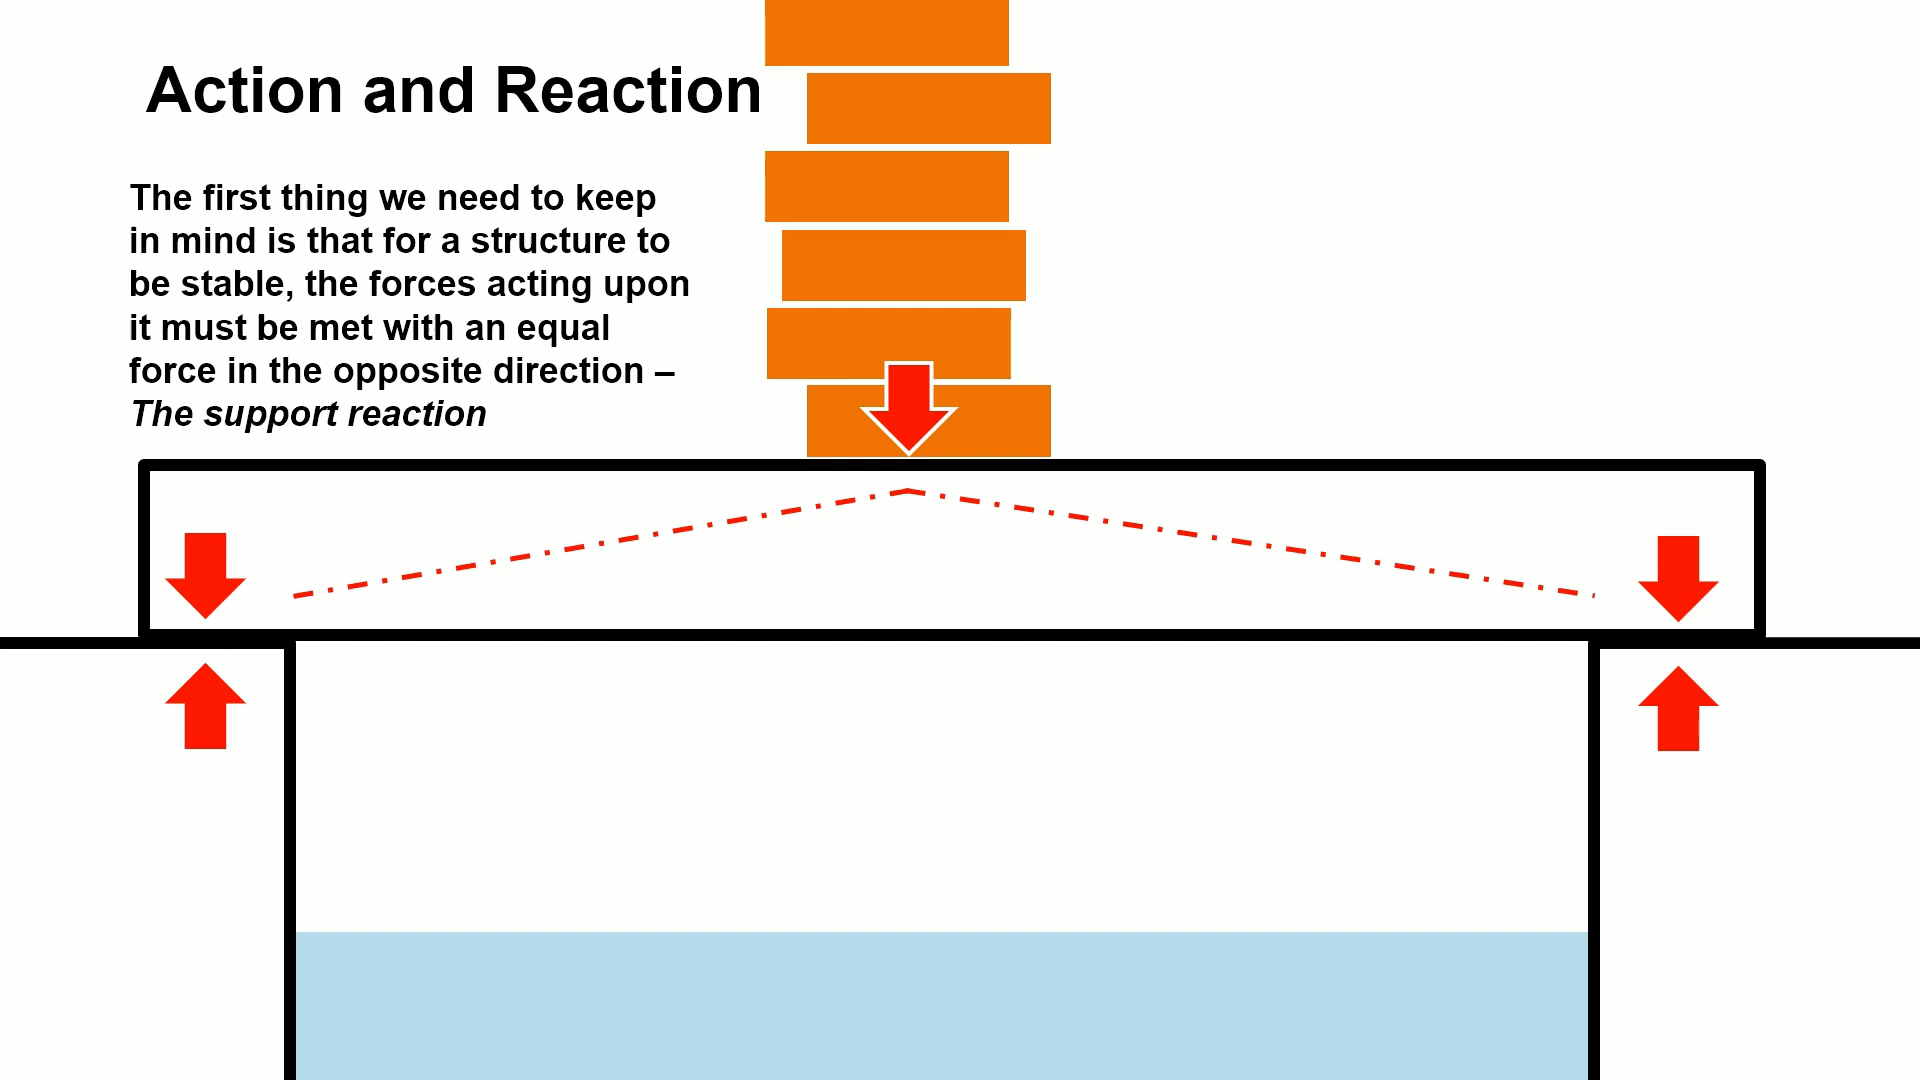 Action and Reaction
The first thing we need to keep
in mind is that for a structure to
be stable, the forces acting upon
it must be met with an equal
force in the opposite direction –
The support reaction